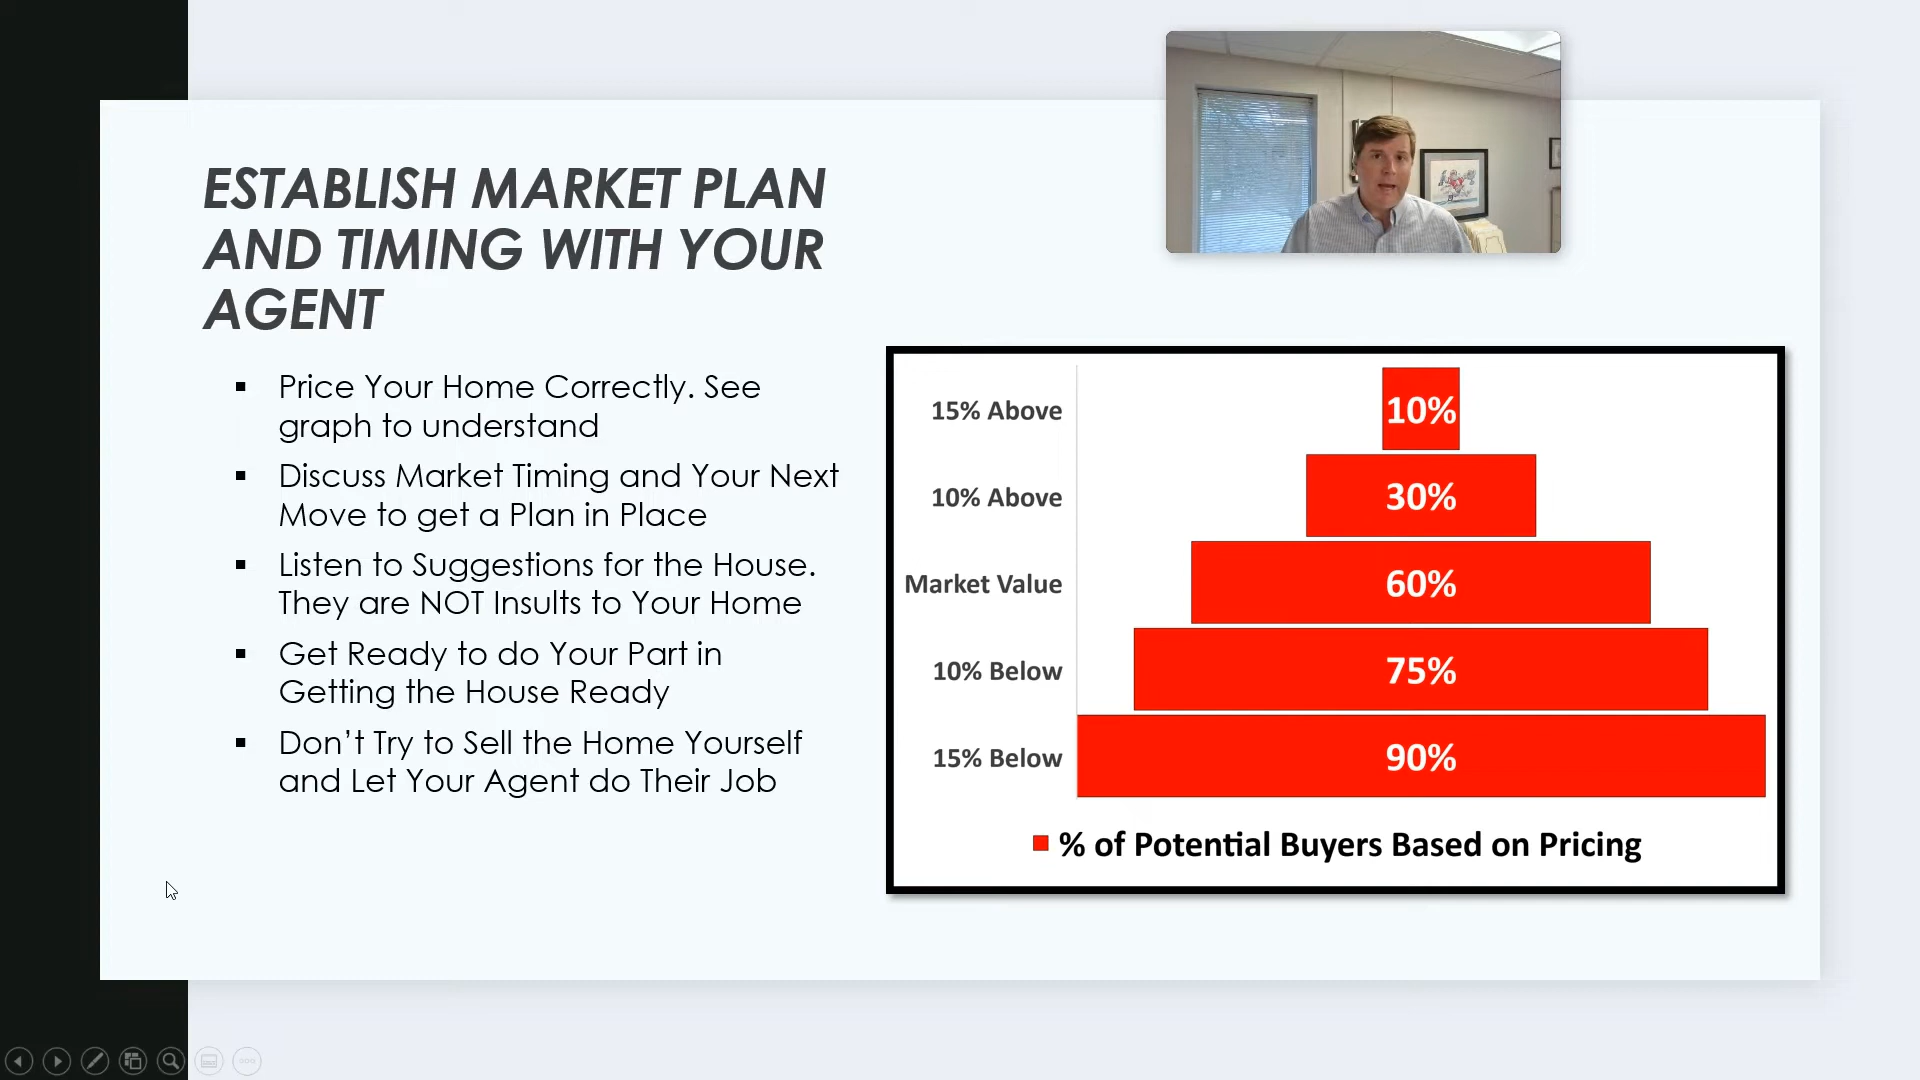 ESTABLISH MARKET PLAN
AND TIMING WITH YOUR
AGENT
▪ Price Your Home Correctly. See
graph to understand
▪ Discuss Market Timing and Your Next
Move to get a Plan in Place
▪ Listen to Suggestions for the House.
They are NOT Insults to Your Home
▪ Get Ready to do Your Part in
Getting the House Ready
▪ Don’t Try to Sell the Home Yourself
and Let Your Agent do Their Job
15% Above 10%
10% Above 30%
Market Value 60%
10% Below 75%
15% Below 90%
% of Potential Buyers Based on Pricing